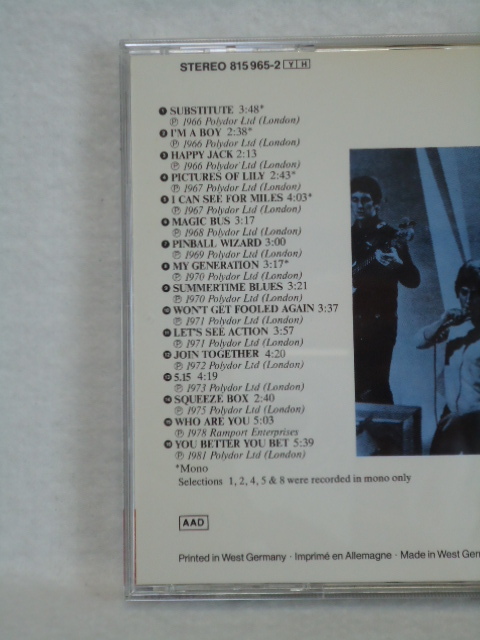 STEREO 815 965-2 Y H
1 SUBSTITUTE 3:48*
℗ 1966 Polydor Ltd (London)
2 I'M A BOY 2:38*
℗ 1966 Polydor Ltd (London)
3 HAPPY JACK 2:13
℗ 1966 Polydor Ltd (London)
4 PICTURES OF LILY 2:43*
℗ 1967 Polydor Ltd (London)
5 I CAN SEE FOR MILES 4:03*
℗ 1967 Polydor Ltd (London)
6 MAGIC BUS 3:17
℗ 1968 Polydor Ltd (London)
7 PINBALL WIZARD 3:00
℗ 1969 Polydor Ltd (London)
8 MY GENERATION 3:17*
℗ 1970 Polydor Ltd (London)
9 SUMMERTIME BLUES 3:21
℗ 1970 Polydor Ltd (London)
10 WON'T GET FOOLED AGAIN 3:37
℗ 1971 Polydor Ltd (London)
11 LET'S SEE ACTION 3:57
℗ 1971 Polydor Ltd (London)
12 JOIN TOGETHER 4:20
℗ 1972 Polydor Ltd (London)
13 5.15 4:19
℗ 1973 Polydor Ltd (London)
14 SQUEEZE BOX 2:40
℗ 1975 Polydor Ltd (London)
15 WHO ARE YOU 5:03
℗ 1978 Ramport Enterprises
16 YOU BETTER YOU BET 5:39
℗ 1981 Polydor Ltd (London)
*Mono
Selections 1, 2, 4, 5 & 8 were recorded in mono only
AAD
Printed in West Germany · Imprimé en Allemagne · Made in West Gen